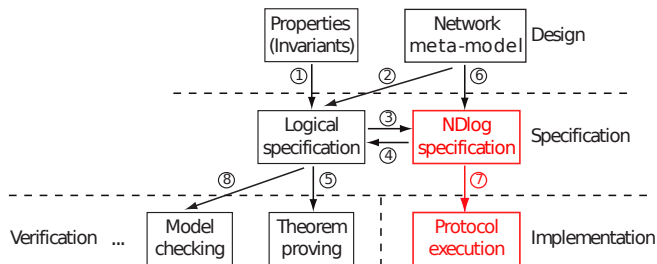 Properties
(Invariants)
Network
meta-model
Design
①
②
⑥
Logical
specification
③
④
NDlog
specification
Specification
⑧
⑤
⑦
Verification ...
Model
checking
Theorem
proving
Protocol
execution
Implementation